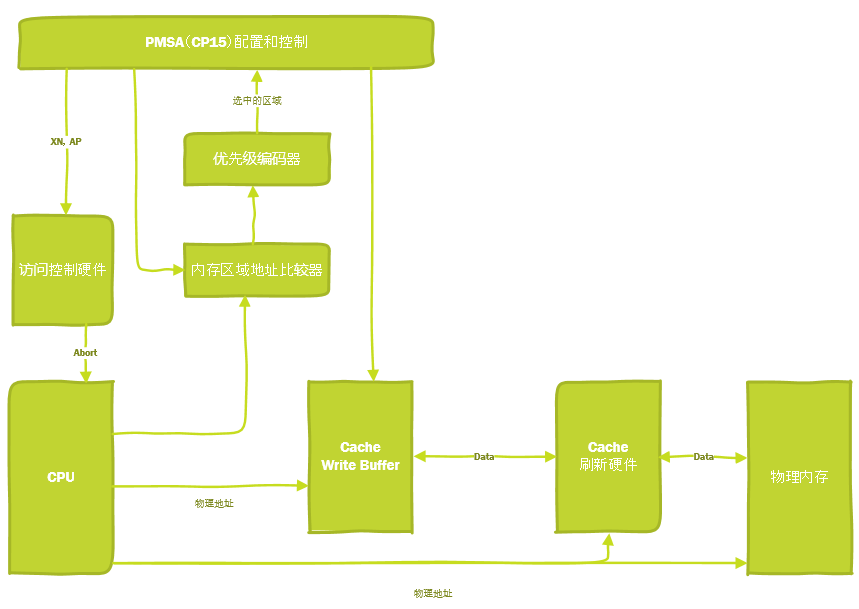 PMSA(CP15)配置和控制
选中的区域
XN, AP
优先级编码器
访问控制硬件
内存区域地址比较器
Abort
CPU
Cache
Write Buffer
Data
Cache
刷新硬件
Data
物理内存
物理地址
物理地址